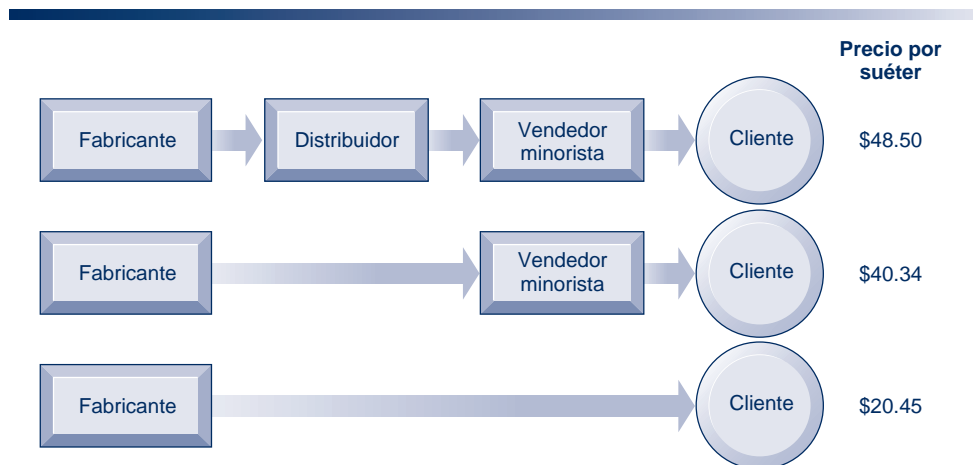 Precio por
suéter
Fabricante
Distribuidor
Vendedor
minorista
Cliente
$48.50
Fabricante
Vendedor
minorista
Cliente
$40.34
Fabricante
Cliente
$20.45